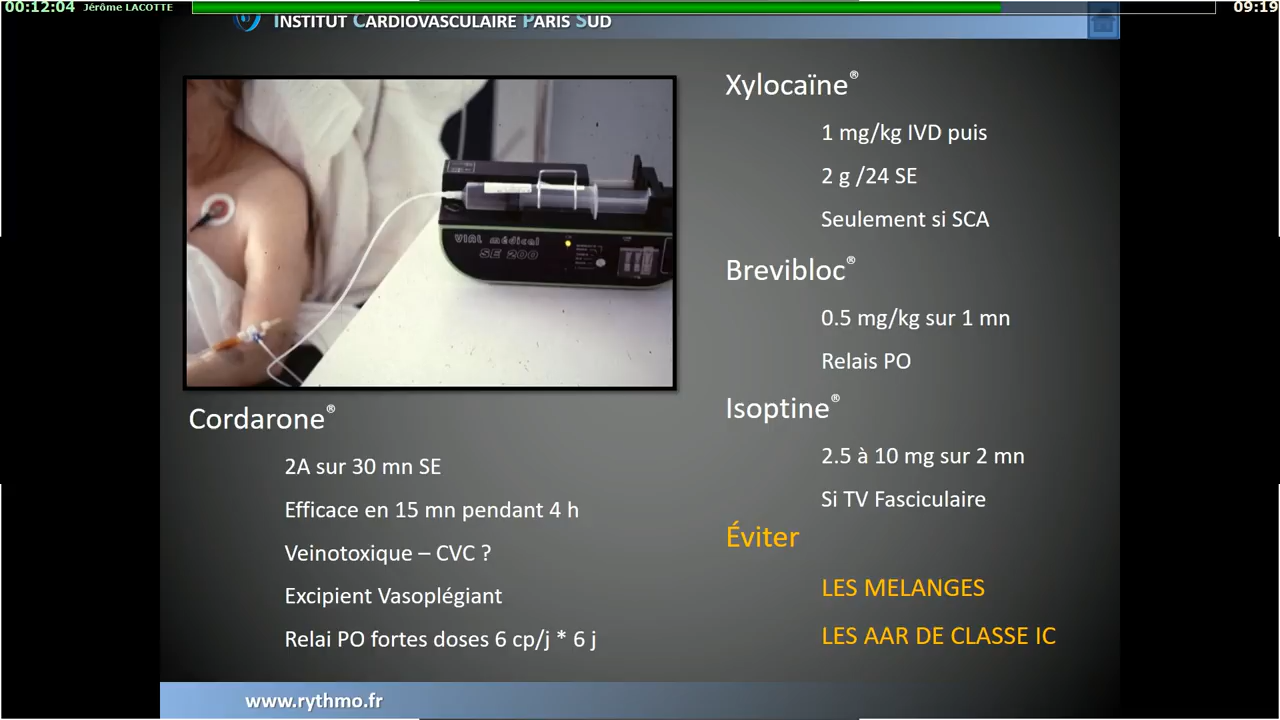 00:12:04 Jérôme LACOTTE
09:19
INSTITUT CARDIOVASCULAIRE PARIS SUD
VIAL médical
SE 200
Cordarone®
2A sur 30 mn SE
Efficace en 15 mn pendant 4 h
Veinotoxique – CVC ?
Excipient Vasoplégiant
Relai PO fortes doses 6 cp/j * 6 j
Xylocaïne®
1 mg/kg IVD puis
2 g /24 SE
Seulement si SCA
Brevibloc®
0.5 mg/kg sur 1 mn
Relais PO
Isoptine®
2.5 à 10 mg sur 2 mn
Si TV Fasciculaire
Éviter
LES MELANGES
LES AAR DE CLASSE IC
www.rythmo.fr